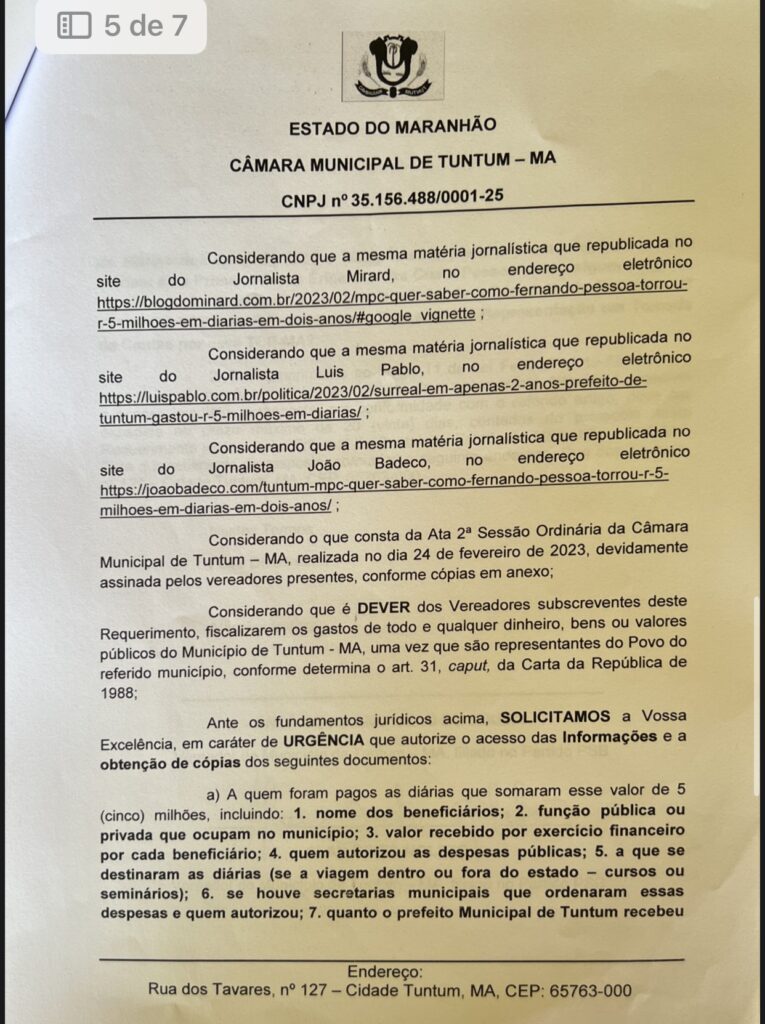 5 de 7
ESTADO DO MARANHÃO
CÂMARA MUNICIPAL DE TUNTUM – MA
CNPJ nº 35.156.488/0001-25
Considerando que a mesma matéria jornalística que republicada no
site do Jornalista Mirard, no endereço eletrônico
https://blogdominard.com.br/2023/02/mpc-quer-saber-como-fernando-pessoa-torrou-
r-5-milhoes-em-diarias-em-dois-anos/#google_vignette ;
Considerando que a mesma matéria jornalística que republicada no
site do Jornalista Luis Pablo, no endereço eletrônico
https://luispablo.com.br/politica/2023/02/surreal-em-apenas-2-anos-prefeito-de-
tuntum-gastou-r-5-milhoes-em-diarias/ ;
Considerando que a mesma matéria jornalística que republicada no
site do Jornalista João Badeco, no endereço eletrônico
https://joaobadeco.com/tuntum-mpc-quer-saber-como-fernando-pessoa-torrou-r-5-
milhoes-em-diarias-em-dois-anos/ ;
Considerando o que consta da Ata 2ª Sessão Ordinária da Câmara
Municipal de Tuntum – MA, realizada no dia 24 de fevereiro de 2023, devidamente
assinada pelos vereadores presentes, conforme cópias em anexo;
Considerando que é DEVER dos Vereadores subscreventes deste
Requerimento, fiscalizarem os gastos de todo e qualquer dinheiro, bens ou valores
públicos do Município de Tuntum - MA, uma vez que são representantes do Povo do
referido município, conforme determina o art. 31, caput, da Carta da República de
1988;
Ante os fundamentos jurídicos acima, SOLICITAMOS a Vossa
Excelência, em caráter de URGÊNCIA que autorize o acesso das Informações e a
obtenção de cópias dos seguintes documentos:
a) A quem foram pagos as diárias que somaram esse valor de 5
(cinco) milhões, incluindo: 1. nome dos beneficiários; 2. função pública ou
privada que ocupam no município; 3. valor recebido por exercício financeiro
por cada beneficiário; 4. quem autorizou as despesas públicas; 5. a que se
destinaram as diárias (se a viagem dentro ou fora do estado – cursos ou
seminários); 6. se houve secretarias municipais que ordenaram essas
despesas e quem autorizou; 7. quanto o prefeito Municipal de Tuntum recebeu
Endereço:
Rua dos Tavares, nº 127 – Cidade Tuntum, MA, CEP: 65763-000